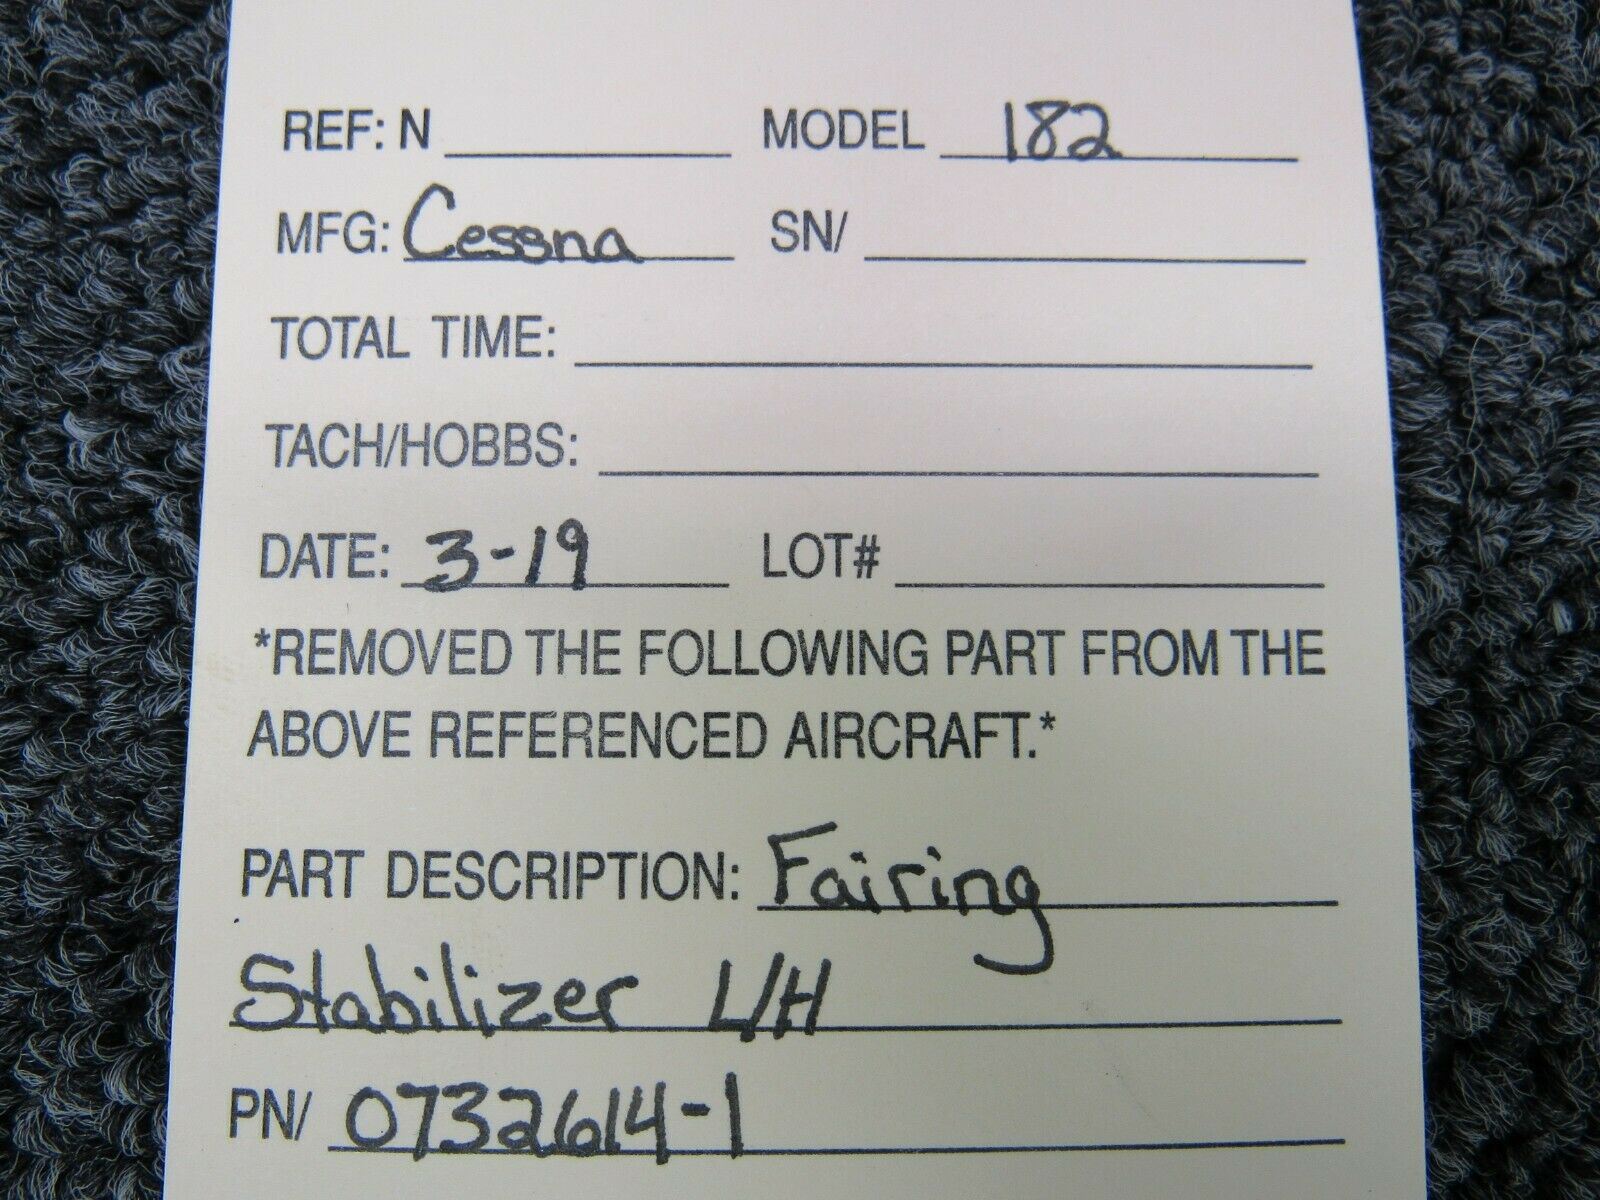 REF: N MODEL 182
MFG: Cessna SN/
TOTAL TIME:
TACH/HOBBS:
DATE: 3-19 LOT#
*REMOVED THE FOLLOWING PART FROM THE
ABOVE REFERENCED AIRCRAFT.*
PART DESCRIPTION: Fairing
Stabilizer L/H
PN/ 0732614-1